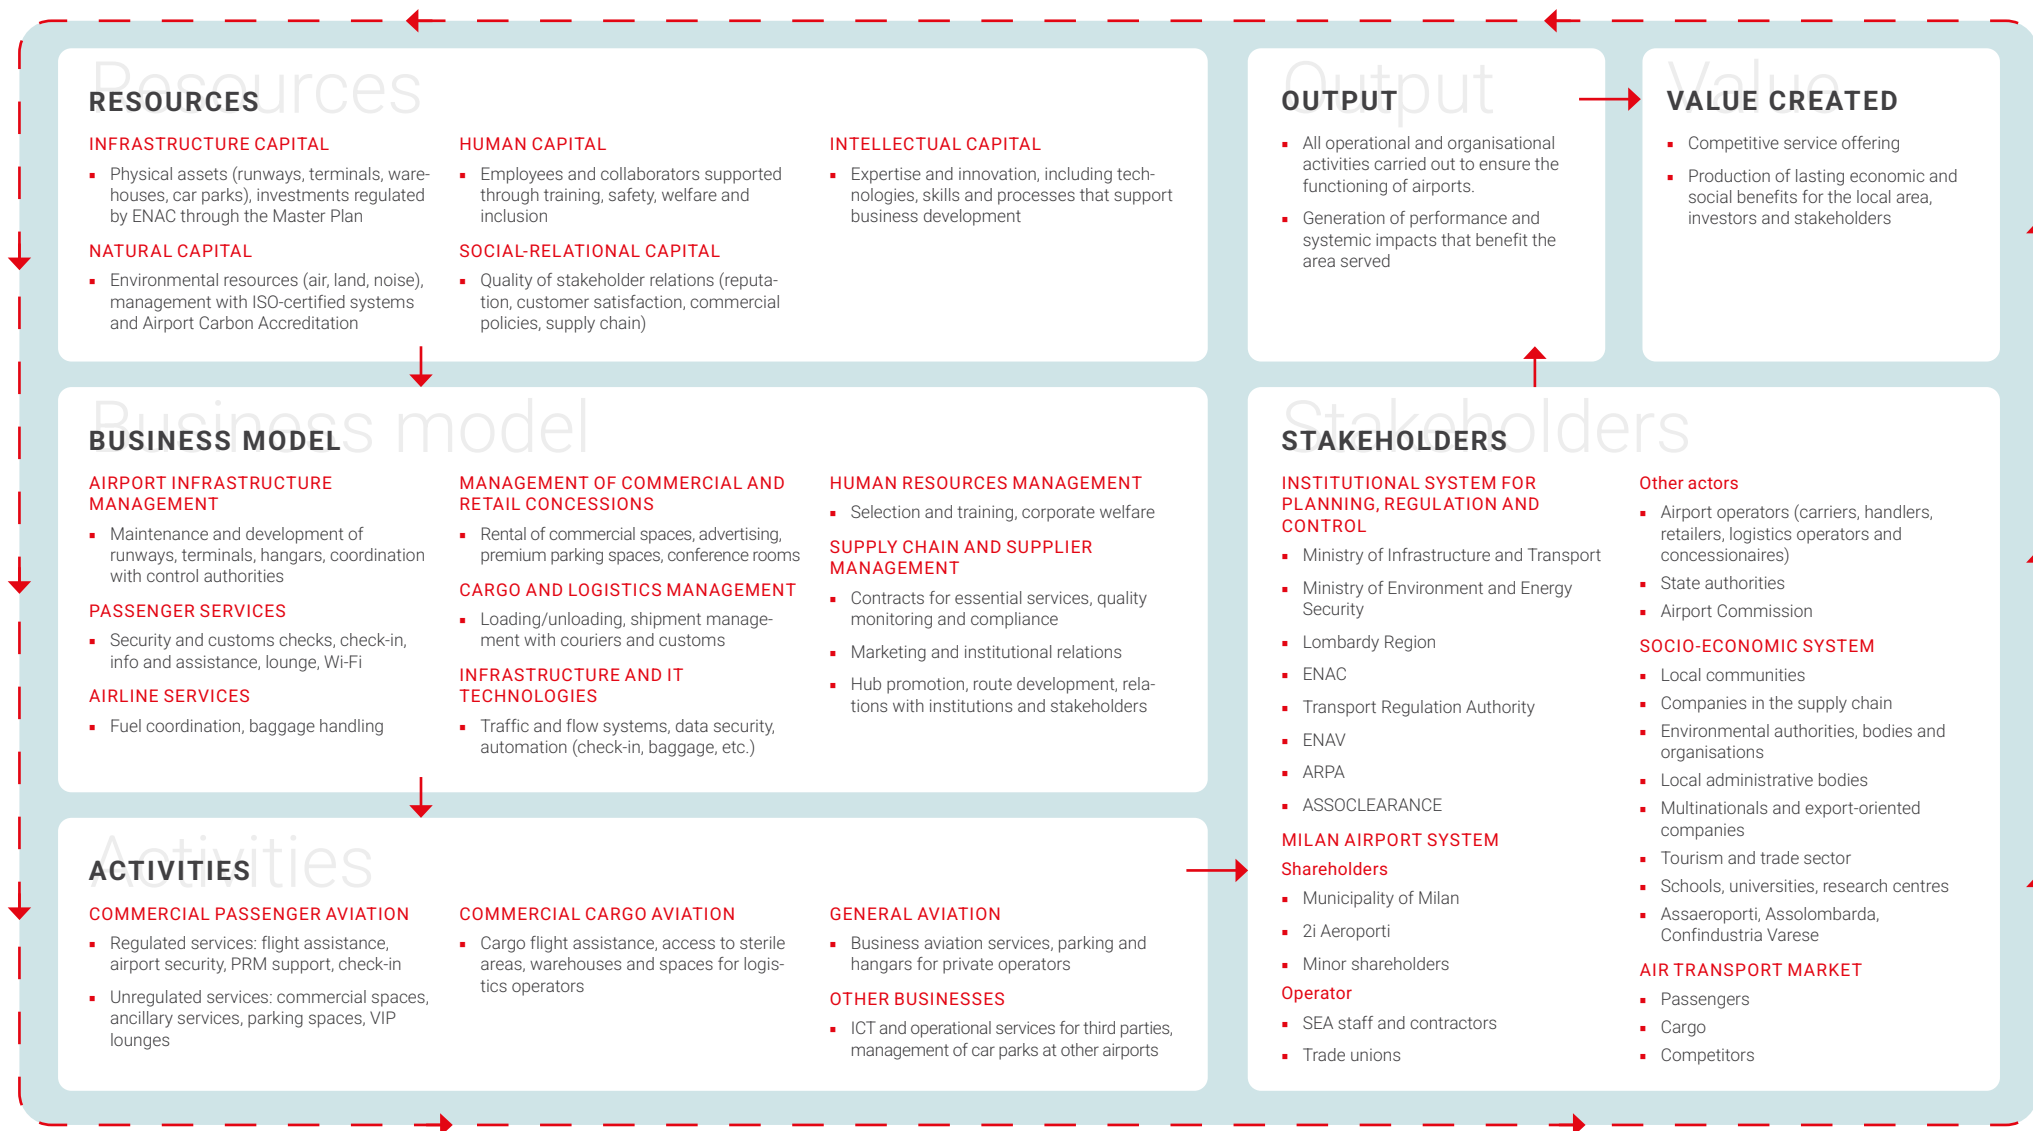 Resources
RESOURCES
INFRASTRUCTURE CAPITAL
Physical assets (runways, terminals, ware-
houses, car parks), investments regulated
by ENAC through the Master Plan
NATURAL CAPITAL
Environmental resources (air, land, noise),
management with ISO-certified systems
and Airport Carbon Accreditation
HUMAN CAPITAL
Employees and collaborators supported
through training, safety, welfare and
inclusion
SOCIAL-RELATIONAL CAPITAL
Quality of stakeholder relations (reputa-
tion, customer satisfaction, commercial
policies, supply chain)
INTELLECTUAL CAPITAL
Expertise and innovation, including tech-
nologies, skills and processes that support
business development
Output
OUTPUT
All operational and organisational
activities carried out to ensure the
functioning of airports.
Generation of performance and
systemic impacts that benefit the
area served
Value
VALUE CREATED
Competitive service offering
Production of lasting economic and
social benefits for the local area,
investors and stakeholders
Business model
BUSINESS MODEL
AIRPORT INFRASTRUCTURE
MANAGEMENT
Maintenance and development of
runways, terminals, hangars, coordination
with control authorities
PASSENGER SERVICES
Security and customs checks, check-in,
info and assistance, lounge, Wi-Fi
AIRLINE SERVICES
Fuel coordination, baggage handling
MANAGEMENT OF COMMERCIAL AND
RETAIL CONCESSIONS
Rental of commercial spaces, advertising,
premium parking spaces, conference rooms
CARGO AND LOGISTICS MANAGEMENT
Loading/unloading, shipment manage-
ment with couriers and customs
INFRASTRUCTURE AND IT
TECHNOLOGIES
Traffic and flow systems, data security,
automation (check-in, baggage, etc.)
HUMAN RESOURCES MANAGEMENT
Selection and training, corporate welfare
SUPPLY CHAIN AND SUPPLIER
MANAGEMENT
Contracts for essential services, quality
monitoring and compliance
Marketing and institutional relations
Hub promotion, route development, rela-
tions with institutions and stakeholders
Activities
ACTIVITIES
COMMERCIAL PASSENGER AVIATION
Regulated services: flight assistance,
airport security, PRM support, check-in
Unregulated services: commercial spaces,
ancillary services, parking spaces, VIP
lounges
COMMERCIAL CARGO AVIATION
Cargo flight assistance, access to sterile
areas, warehouses and spaces for logis-
tics operators
GENERAL AVIATION
Business aviation services, parking and
hangars for private operators
OTHER BUSINESSES
ICT and operational services for third parties,
management of car parks at other airports
Stakeholders
STAKEHOLDERS
INSTITUTIONAL SYSTEM FOR
PLANNING, REGULATION AND
CONTROL
Ministry of Infrastructure and Transport
Ministry of Environment and Energy
Security
Lombardy Region
ENAC
Transport Regulation Authority
ENAV
ARPA
ASSOCLEARANCE
MILAN AIRPORT SYSTEM
Shareholders
Municipality of Milan
2i Aeroporti
Minor shareholders
Operator
SEA staff and contractors
Trade unions
Other actors
Airport operators (carriers, handlers,
retailers, logistics operators and
concessionaires)
State authorities
Airport Commission
SOCIO-ECONOMIC SYSTEM
Local communities
Companies in the supply chain
Environmental authorities, bodies and
organisations
Local administrative bodies
Multinationals and export-oriented
companies
Tourism and trade sector
Schools, universities, research centres
Assaeroporti, Assolombarda,
Confindustria Varese
AIR TRANSPORT MARKET
Passengers
Cargo
Competitors